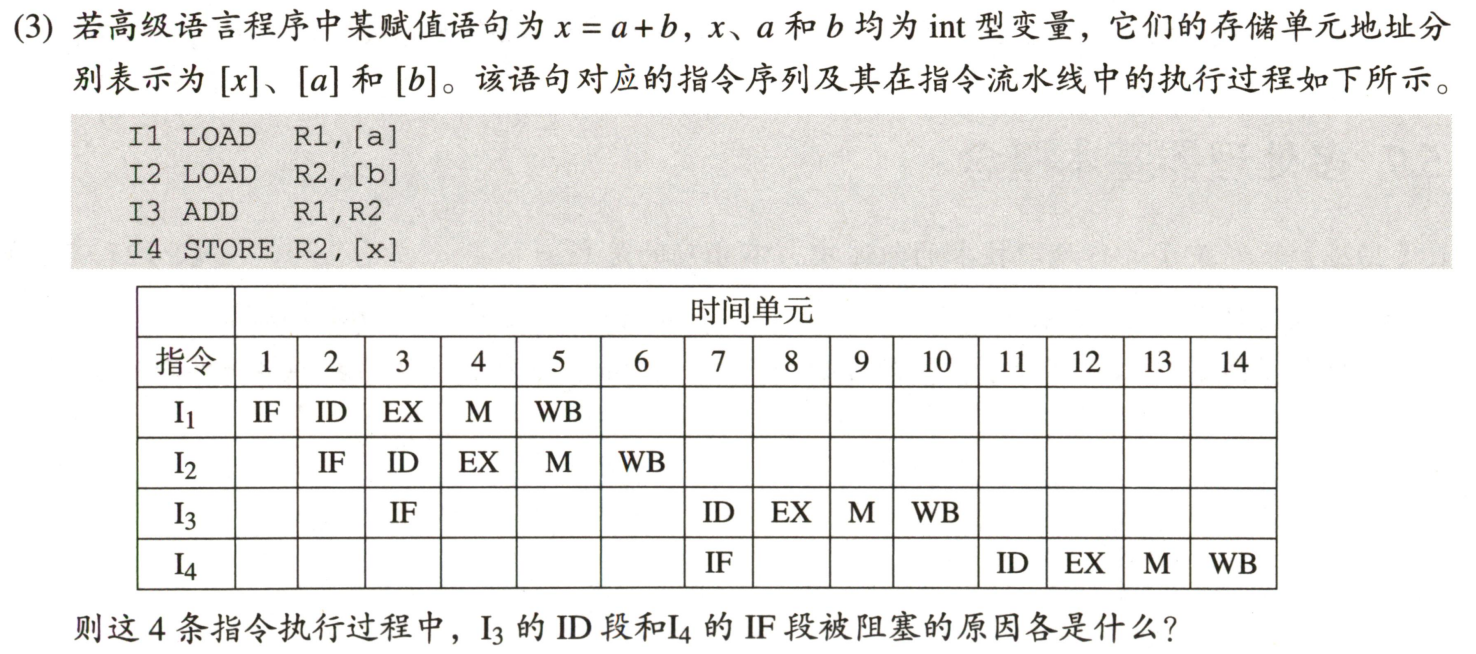 (3) 若高级语言程序中某赋值语句为 x = a+b，x、a 和 b 均为 int 型变量，它们的存储单元地址分
别表示为 [x]、[a] 和 [b]。该语句对应的指令序列及其在指令流水线中的执行过程如下所示。
I1 LOAD R1,[a]
I2 LOAD R2,[b]
I3 ADD R1,R2
I4 STORE R2,[x]
时间单元
指令 1 2 3 4 5 6 7 8 9 10 11 12 13 14
I₁ IF ID EX M WB
I₂ IF ID EX M WB
I₃ IF ID EX M WB
I₄ IF ID EX M WB
则这 4 条指令执行过程中，I₃ 的 ID 段和I₄ 的 IF 段被阻塞的原因各是什么？